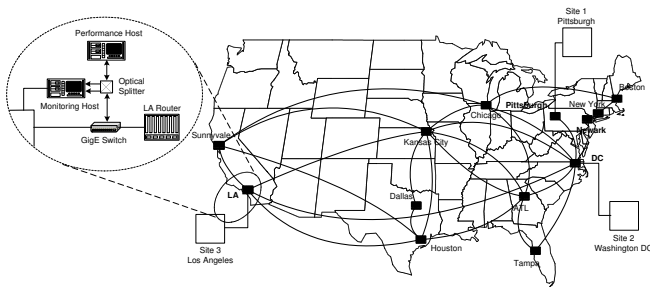 Site 1
Pittsburgh
Performance Host
Optical
Splitter
Monitoring Host
LA Router
GigE Switch
Sunnyvale
Chicago
Pittsburgh
Boston
New York
Newark
Kansas City
DC
LA
Dallas
ATL
Houston
Tampa
Site 3
Los Angeles
Site 2
Washington DC